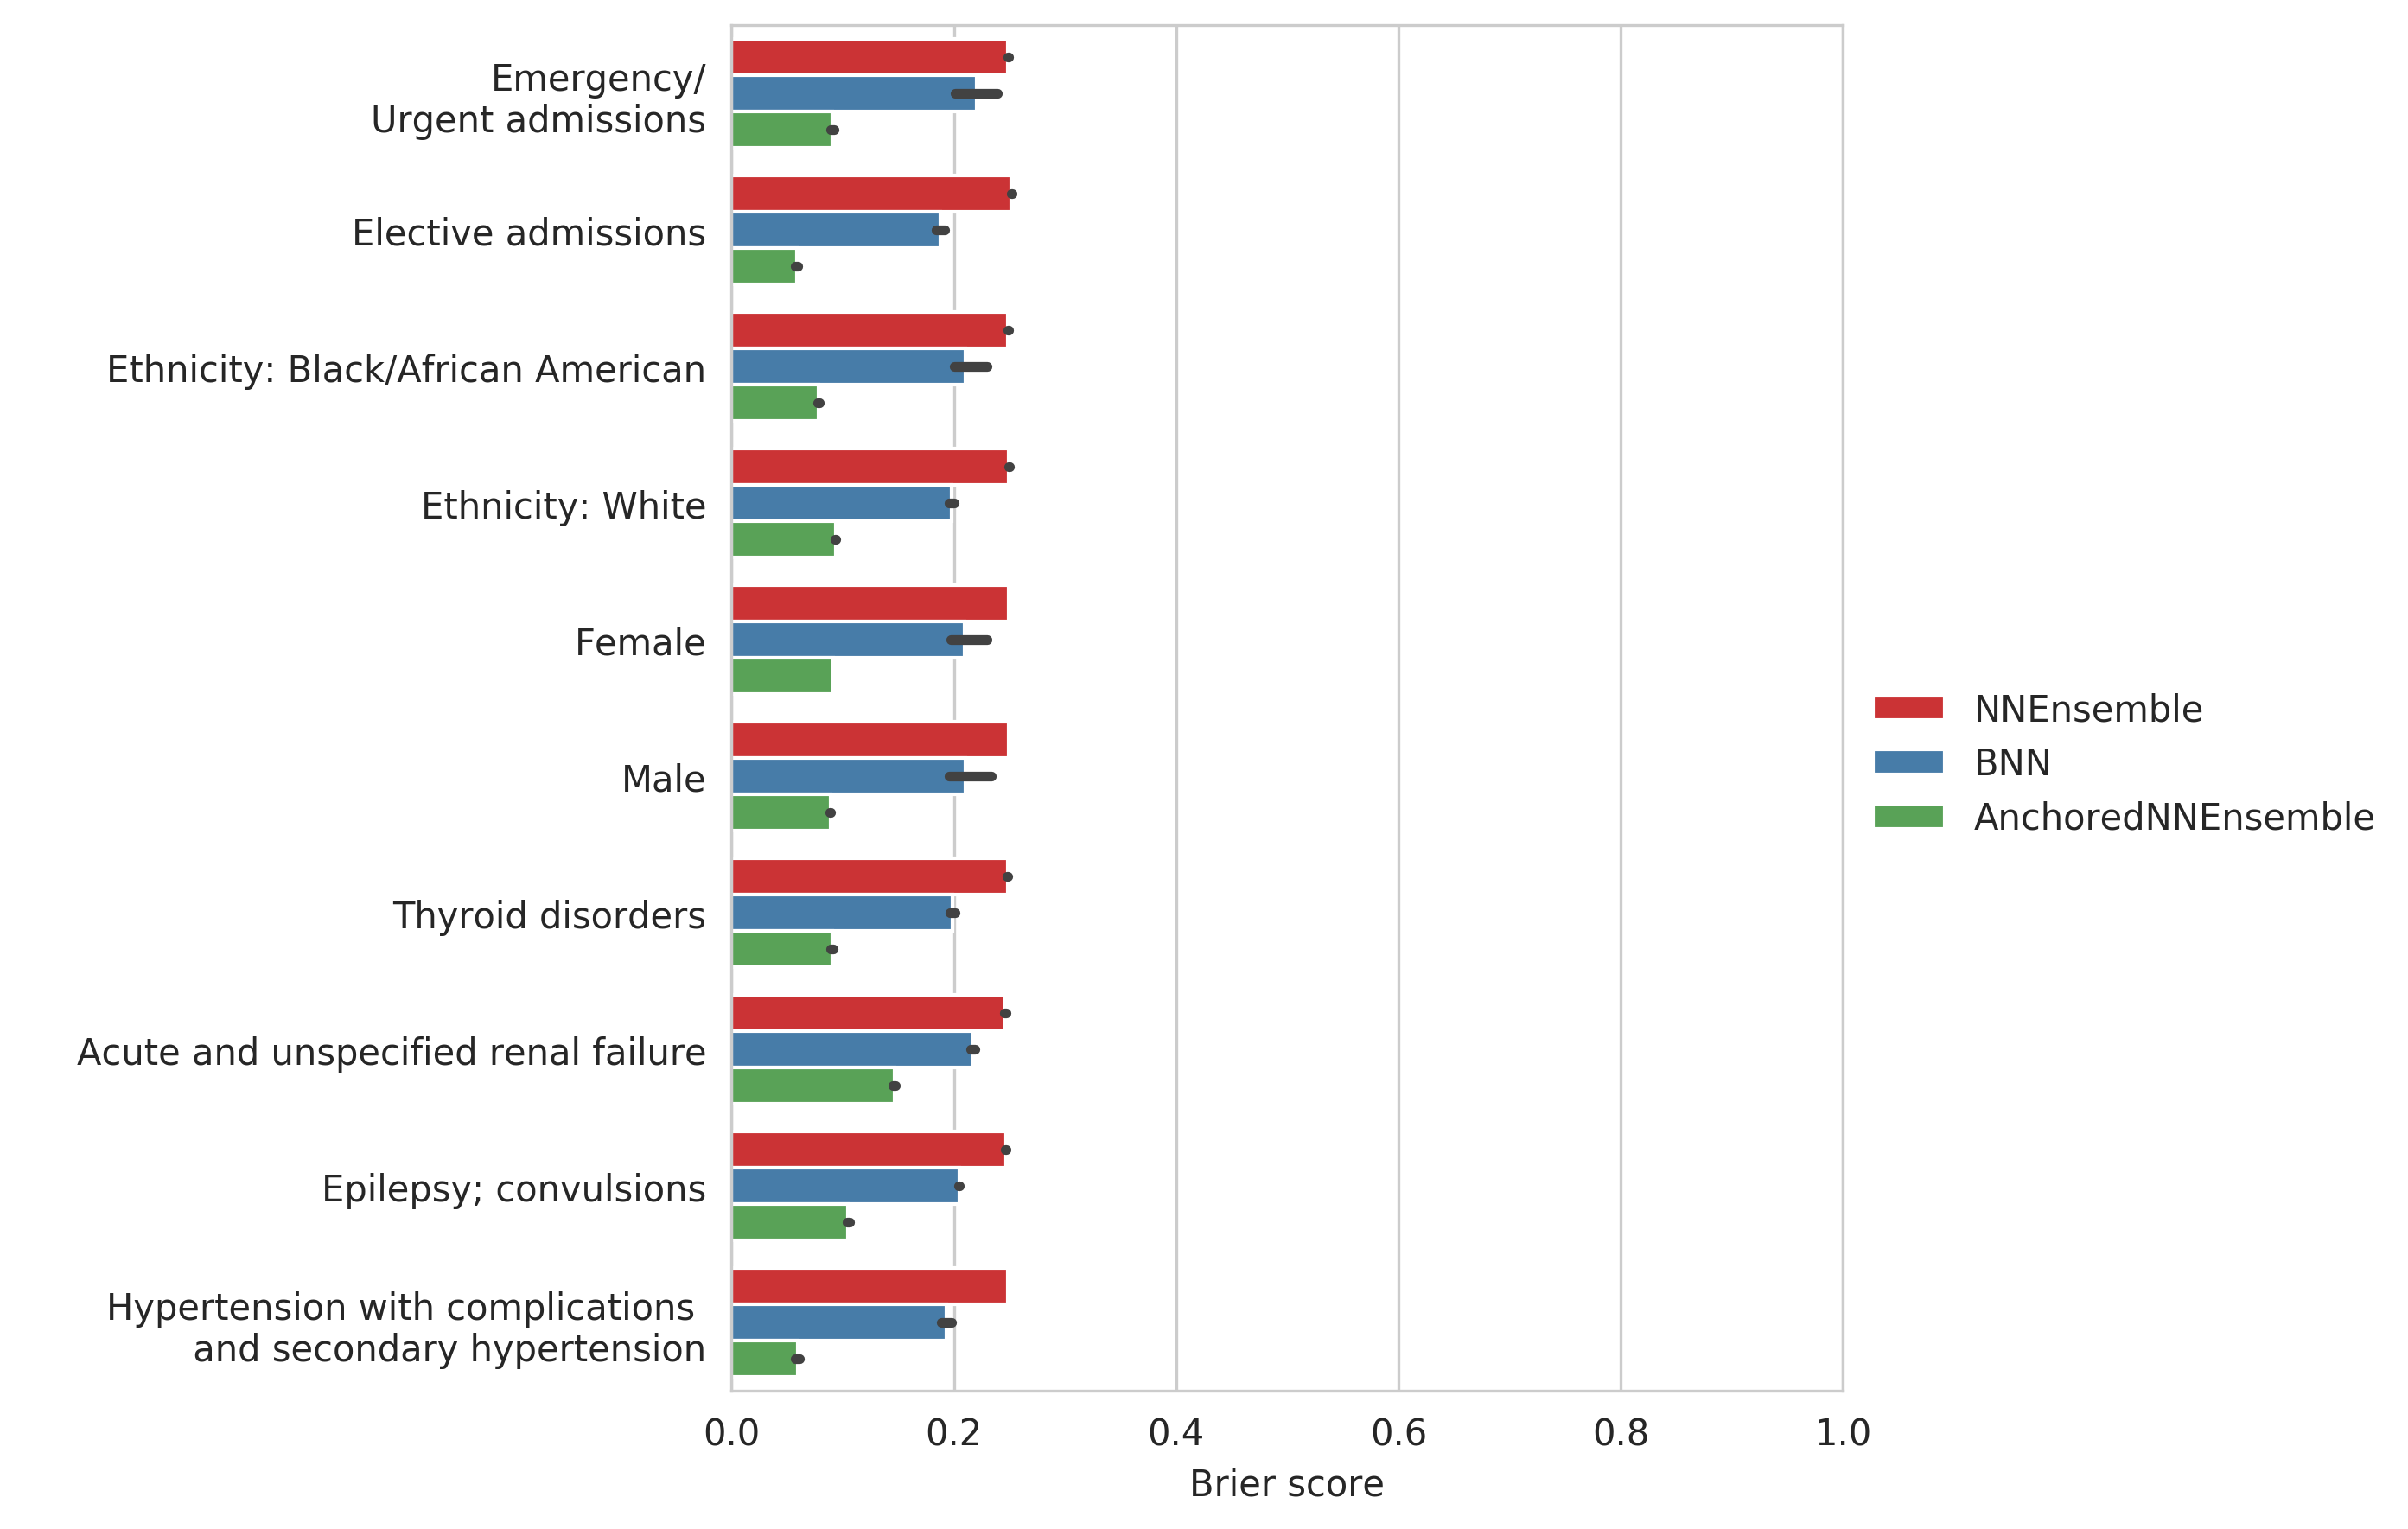 Emergency/
Urgent admissions
Elective admissions
Ethnicity: Black/African American
Ethnicity: White
Female
Male
Thyroid disorders
Acute and unspecified renal failure
Epilepsy; convulsions
Hypertension with complications
and secondary hypertension
0.0 0.2 0.4 0.6 0.8 1.0
Brier score
NNEnsemble
BNN
AnchoredNNEnsemble